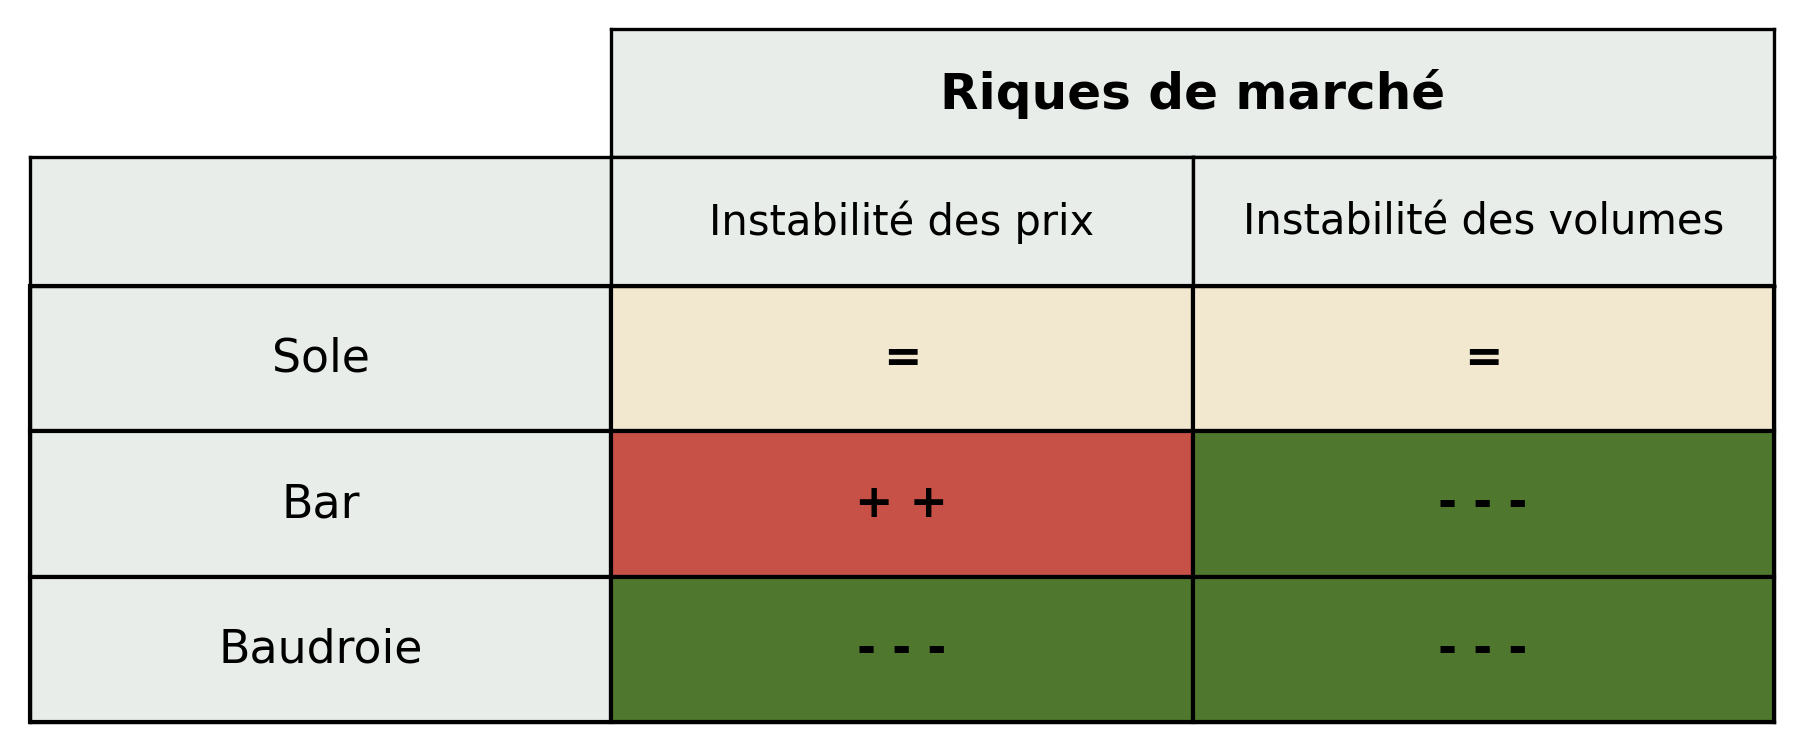 Riques de marché
Instabilité des prix Instabilité des volumes
Sole = =
Bar + + - - -
Baudroie - - - - - -